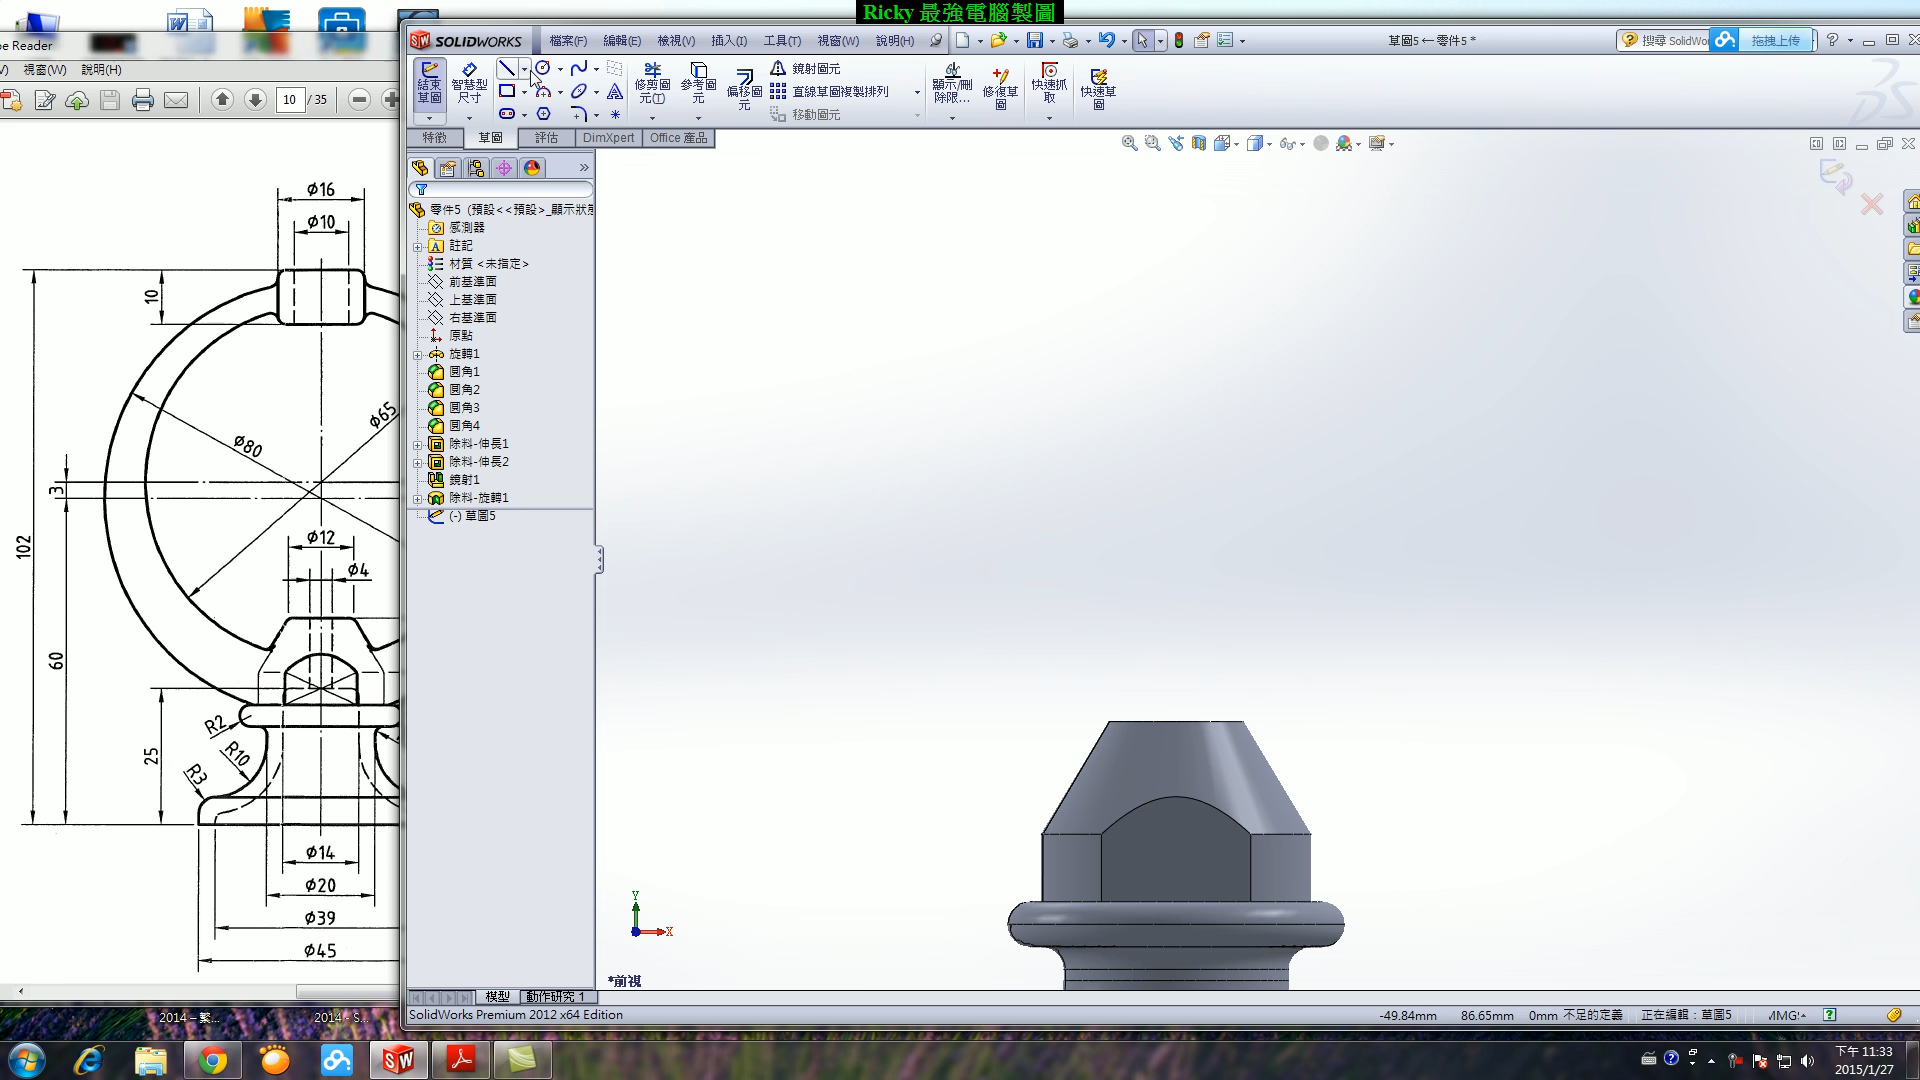 Ricky 最強電腦製圖
be Reader
SOLIDWORKS
檔案(F) 編輯(E) 檢視(V) 插入(I) 工具(T) 視窗(W) 說明(H)
草圖5 ← 零件5 *
搜尋 SolidWor
拖拽上传
V) 視窗(W) 說明(H)
10 / 35
結束草圖
智慧型尺寸
修剪圖元(T)
參考圖元
偏移圖元
鏡射圖元
直線草圖複製排列
移動圖元
顯示/刪除限...
修復草圖
快速抓取
快速草圖
特徵 草圖 評估 DimXpert Office 產品
零件5 (預設<<預設>_顯示狀態
感測器
註記
材質 <未指定>
前基準面
上基準面
右基準面
原點
旋轉1
圓角1
圓角2
圓角3
圓角4
除料-伸長1
除料-伸長2
鏡射1
除料-旋轉1
(-) 草圖5
ϕ16
ϕ10
10
ϕ65
ϕ80
3
102
ϕ12
ϕ4
60
25
R2
R10
R3
ϕ14
ϕ20
ϕ39
ϕ45
Y
X
*前視
模型 動作研究 1
SolidWorks Premium 2012 x64 Edition
-49.84mm 86.65mm 0mm 不足的定義 正在編輯：草圖5
2014 – 繁...
2014 - S...
下午 11:33
2015/1/27